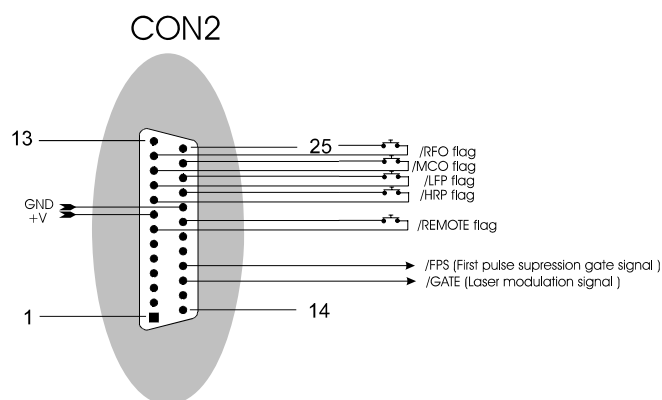 CON2
13
25
/RFO flag
/MCO flag
/LFP flag
/HRP flag
GND
+V
/REMOTE flag
/FPS (First pulse supression gate signal )
/GATE (Laser modulation signal )
1
14